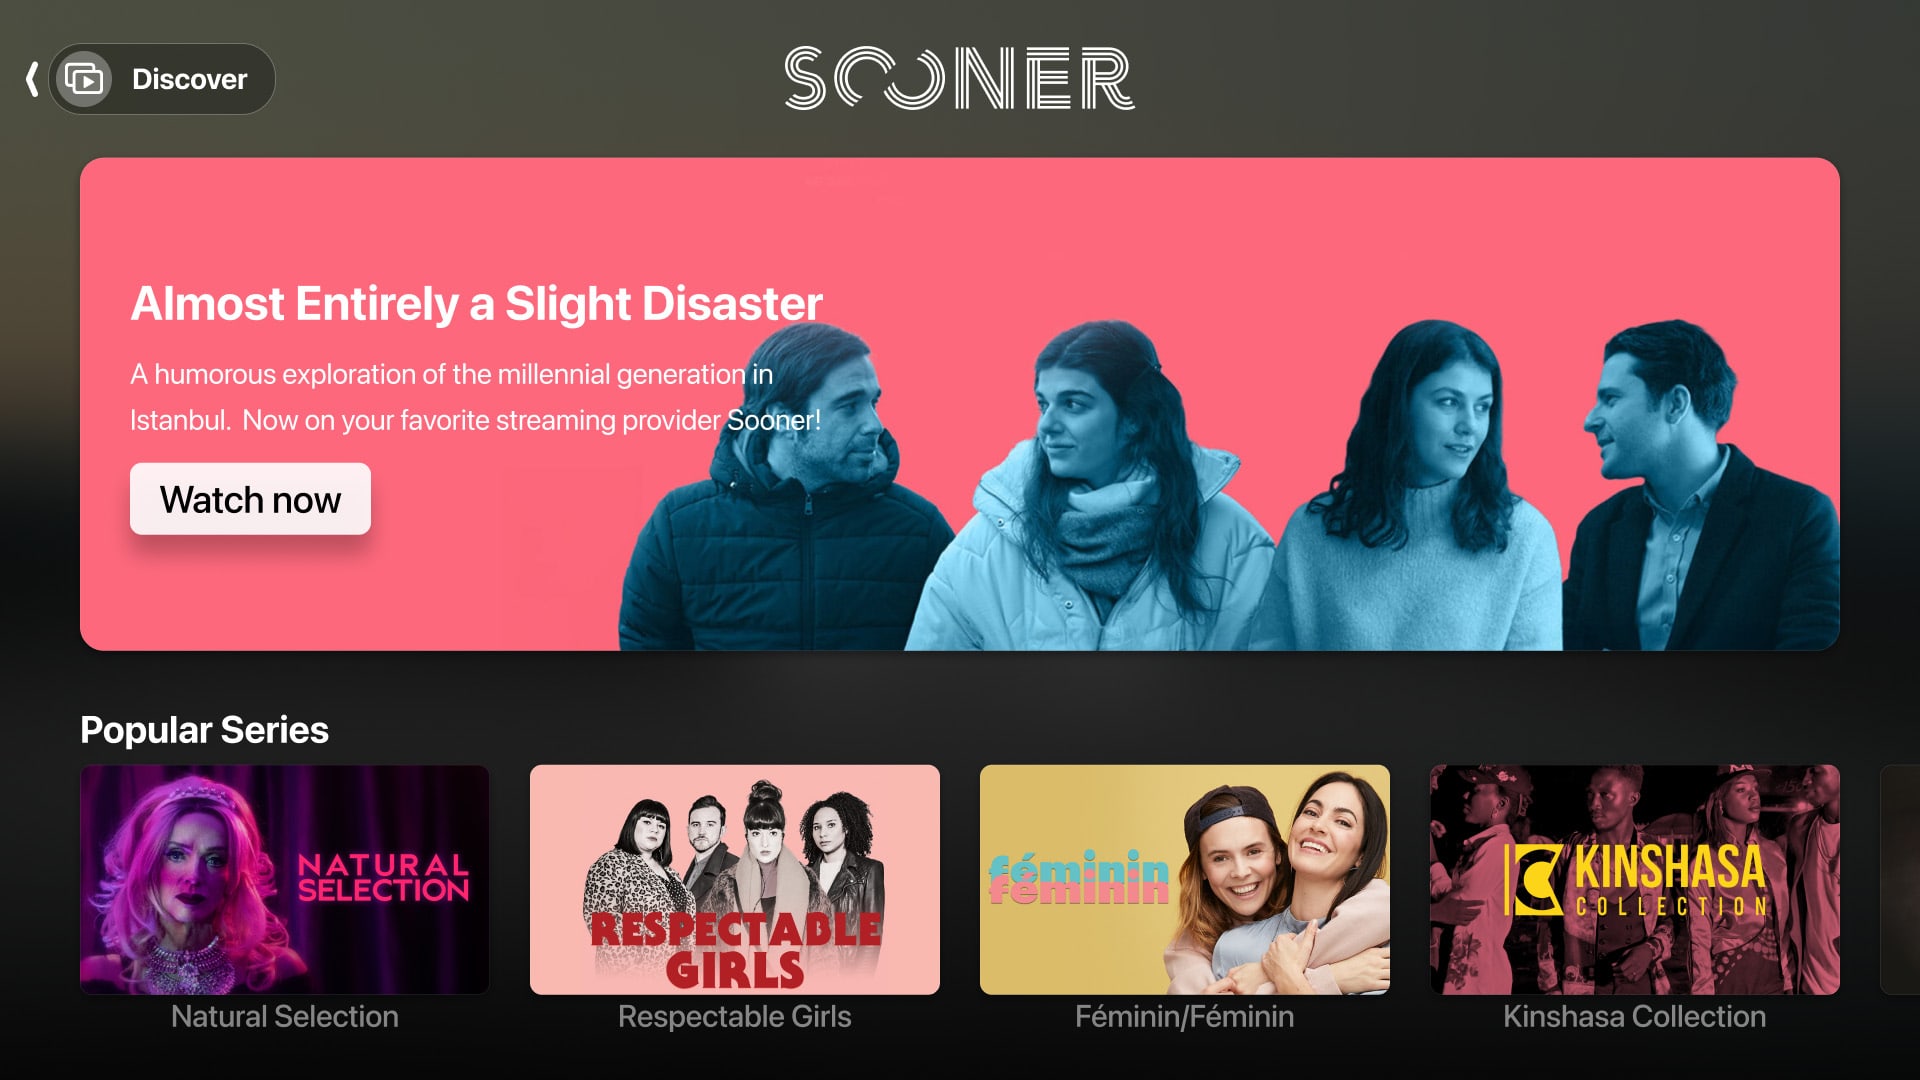 Discover
SOONER
Almost Entirely a Slight Disaster
A humorous exploration of the millennial generation in
Istanbul. Now on your favorite streaming provider Sooner!
Watch now
Popular Series
NATURAL
SELECTION
RESPECTABLE
GIRLS
féminin
féminin
KINSHASA
COLLECTION
Natural Selection
Respectable Girls
Féminin/Féminin
Kinshasa Collection